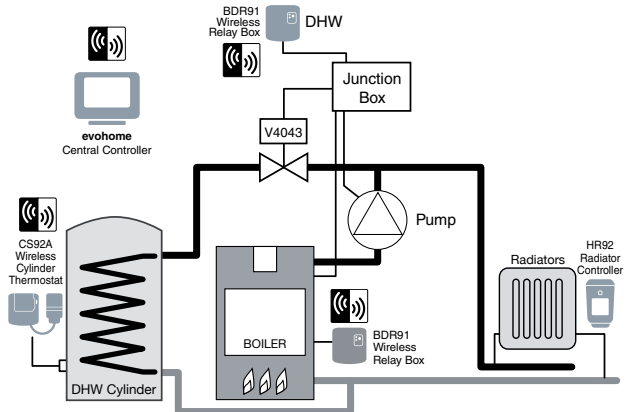 BDR91
Wireless
Relay Box
DHW
Junction
Box
evohome
Central Controller
V4043
CS92A
Wireless
Cylinder
Thermostat
Pump
Radiators
HR92
Radiator
Controller
BOILER
BDR91
Wireless
Relay Box
DHW Cylinder